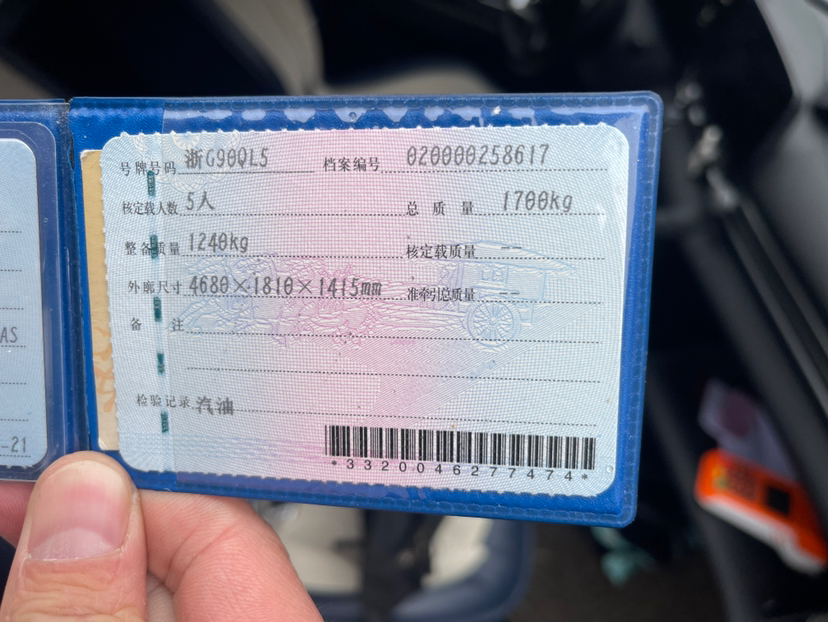 号牌号码 浙G90QL5 档案编号 020000258617
核定载人数 5人 总质量 1700kg
整备质量 1240kg 核定载质量 --
外廓尺寸 4680×1810×1415mm 准牵引总质量 --
备注
检验记录 汽油
*3320046277474*
AS
-21